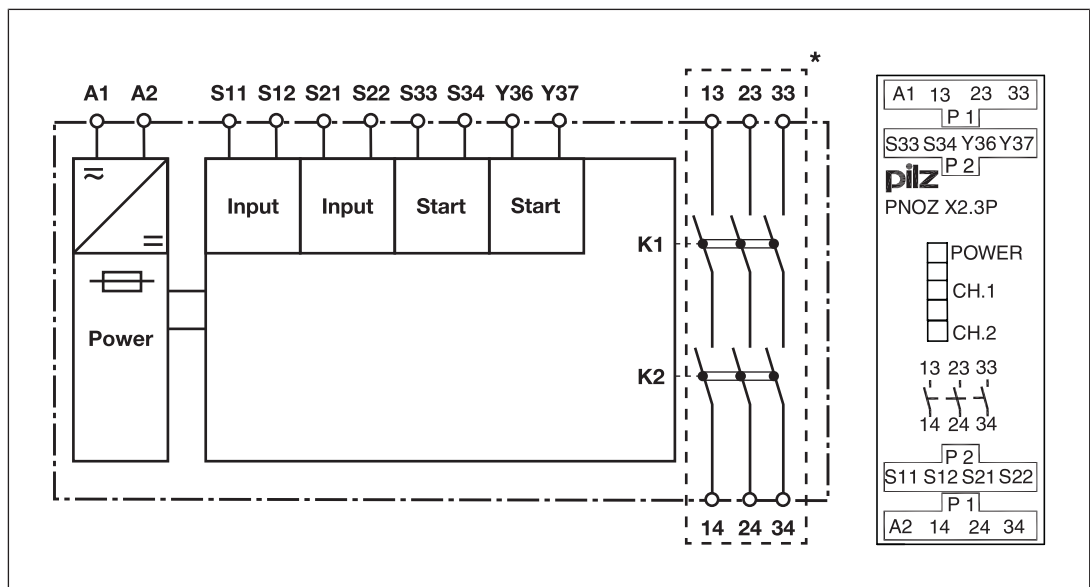 *
A1 A2 S11 S12 S21 S22 S33 S34 Y36 Y37 13 23 33
Input Input Start Start
K1
Power
K2
14 24 34
A1 13 23 33
P 1
S33 S34 Y36 Y37
P 2
pilz
PNOZ X2.3P
POWER
CH.1
CH.2
13 23 33
14 24 34
P 2
S11 S12 S21 S22
P 1
A2 14 24 34